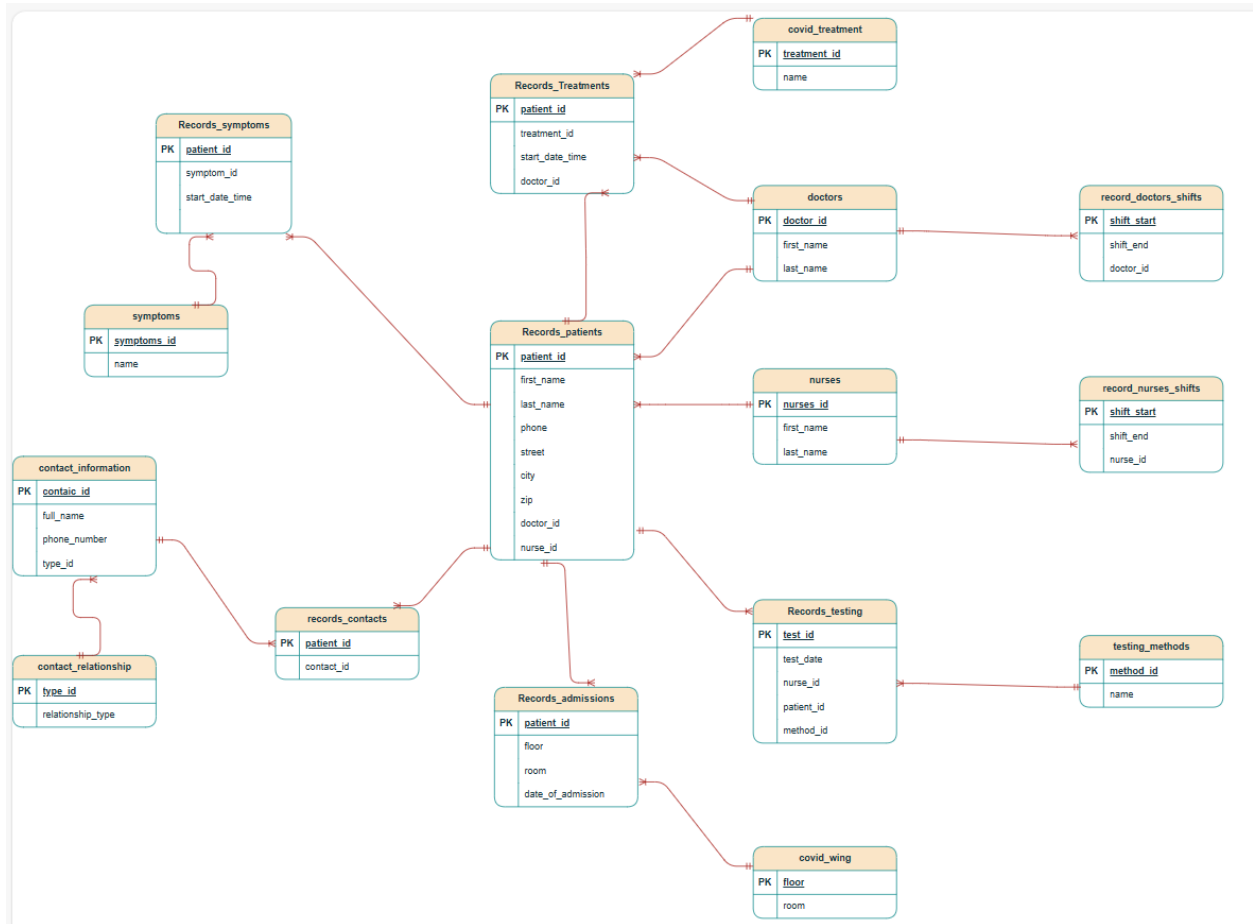 covid_treatment
PK treatment_id
name
Records_Treatments
PK patient_id
treatment_id
start_date_time
doctor_id
Records_symptoms
PK patient_id
symptom_id
start_date_time
doctors
PK doctor_id
first_name
last_name
record_doctors_shifts
PK shift_start
shift_end
doctor_id
symptoms
PK symptoms_id
name
Records_patients
PK patient_id
first_name
last_name
phone
street
city
zip
doctor_id
nurse_id
nurses
PK nurses_id
first_name
last_name
record_nurses_shifts
PK shift_start
shift_end
nurse_id
contact_information
PK contaic_id
full_name
phone_number
type_id
records_contacts
PK patient_id
contact_id
Records_testing
PK test_id
test_date
nurse_id
patient_id
method_id
testing_methods
PK method_id
name
contact_relationship
PK type_id
relationship_type
Records_admissions
PK patient_id
floor
room
date_of_admission
covid_wing
PK floor
room